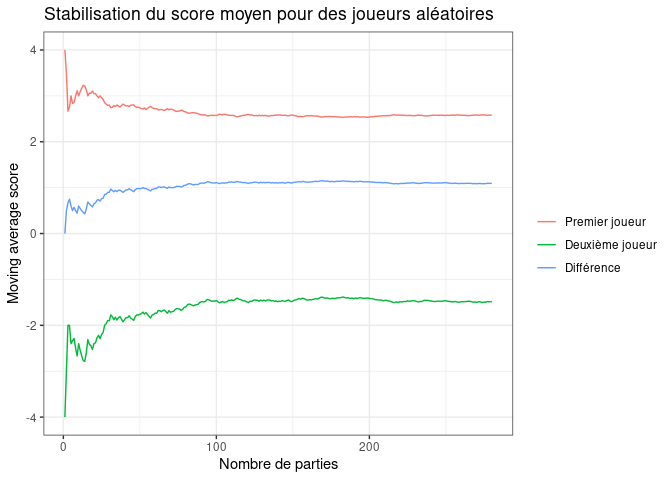 Stabilisation du score moyen pour des joueurs aléatoires
4
2
0
-2
-4
Moving average score
0
100
200
Nombre de parties
Premier joueur
Deuxième joueur
Différence